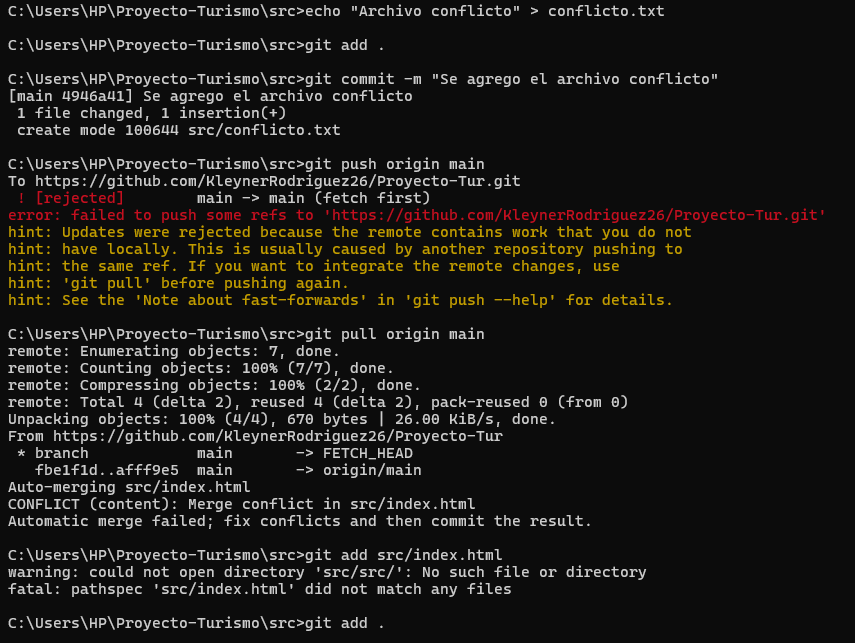 C:\Users\HP\Proyecto-Turismo\src>echo "Archivo conflicto" > conflicto.txt
C:\Users\HP\Proyecto-Turismo\src>git add .
C:\Users\HP\Proyecto-Turismo\src>git commit -m "Se agrego el archivo conflicto"
[main 4946a41] Se agrego el archivo conflicto
 1 file changed, 1 insertion(+)
 create mode 100644 src/conflicto.txt
C:\Users\HP\Proyecto-Turismo\src>git push origin main
To https://github.com/KleynerRodriguez26/Proyecto-Tur.git
 ! [rejected]        main -> main (fetch first)
error: failed to push some refs to 'https://github.com/KleynerRodriguez26/Proyecto-Tur.git'
hint: Updates were rejected because the remote contains work that you do not
hint: have locally. This is usually caused by another repository pushing to
hint: the same ref. If you want to integrate the remote changes, use
hint: 'git pull' before pushing again.
hint: See the 'Note about fast-forwards' in 'git push --help' for details.
C:\Users\HP\Proyecto-Turismo\src>git pull origin main
remote: Enumerating objects: 7, done.
remote: Counting objects: 100% (7/7), done.
remote: Compressing objects: 100% (2/2), done.
remote: Total 4 (delta 2), reused 4 (delta 2), pack-reused 0 (from 0)
Unpacking objects: 100% (4/4), 670 bytes | 26.00 KiB/s, done.
From https://github.com/KleynerRodriguez26/Proyecto-Tur
 * branch            main       -> FETCH_HEAD
   fbe1f1d..afff9e5  main       -> origin/main
Auto-merging src/index.html
CONFLICT (content): Merge conflict in src/index.html
Automatic merge failed; fix conflicts and then commit the result.
C:\Users\HP\Proyecto-Turismo\src>git add src/index.html
warning: could not open directory 'src/src/': No such file or directory
fatal: pathspec 'src/index.html' did not match any files
C:\Users\HP\Proyecto-Turismo\src>git add .